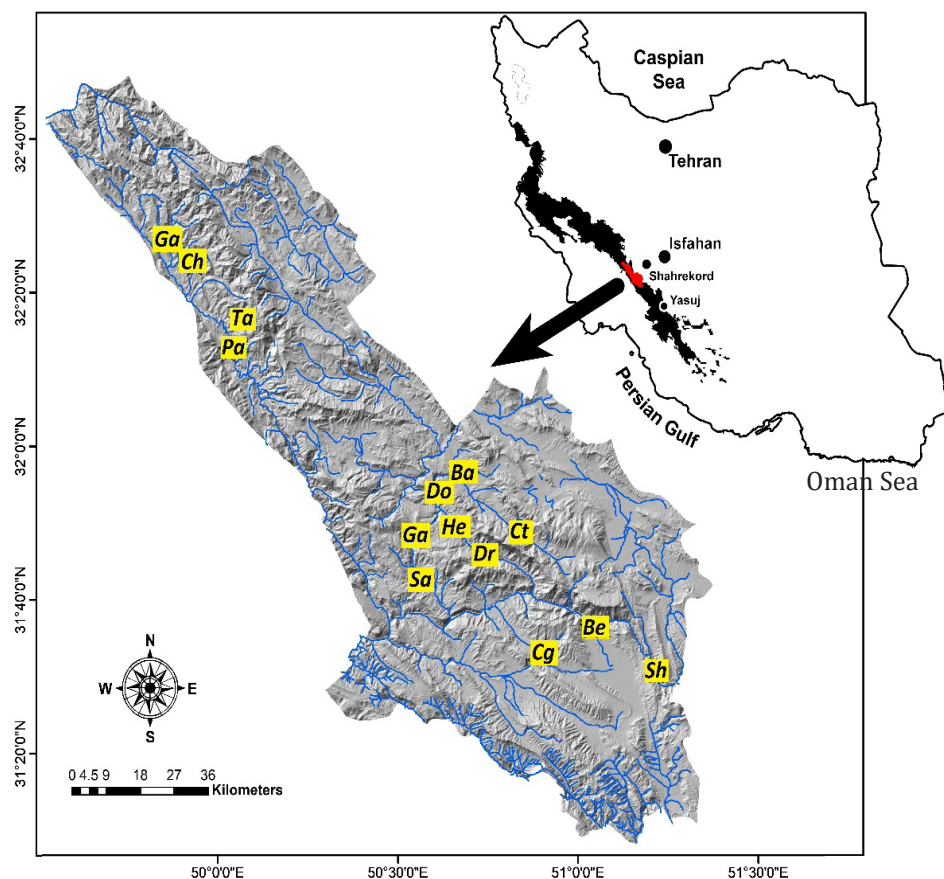 Caspian
Sea
Tehran
Isfahan
Shahrekord
Yasuj
Persian Gulf
Oman Sea
32°40'0"N
32°20'0"N
32°0'0"N
31°40'0"N
31°20'0"N
Ga
Ch
Ta
Pa
Ba
Do
He
Ct
Ga
Dr
Sa
Be
Cg
Sh
N
W E
S
0 4.5 9 18 27 36
Kilometers
50°0'0"E 50°30'0"E 51°0'0"E 51°30'0"E